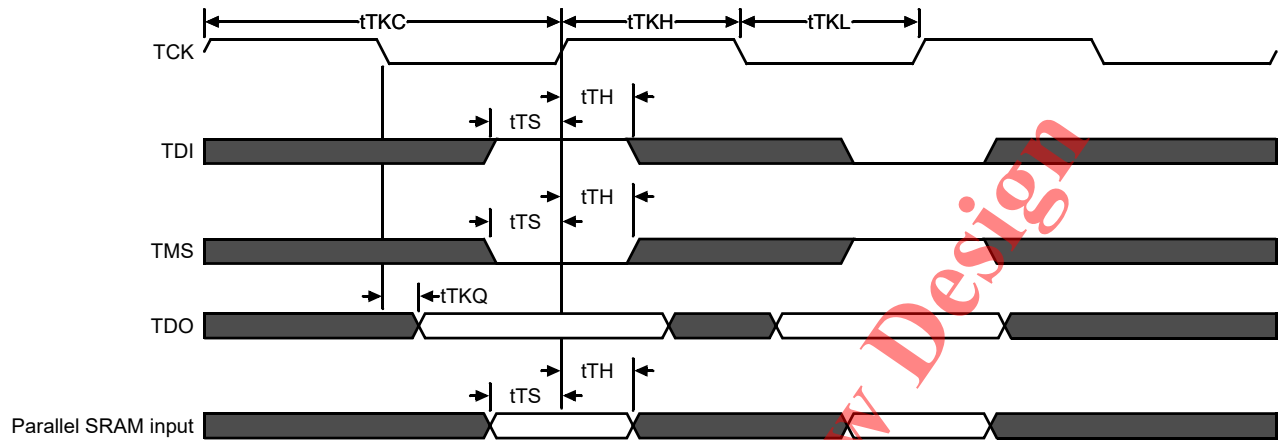 tTKC
tTKH
tTKL
TCK
tTH
tTS
TDI
tTH
tTS
TMS
tTKQ
TDO
tTH
tTS
Parallel SRAM input
w Design